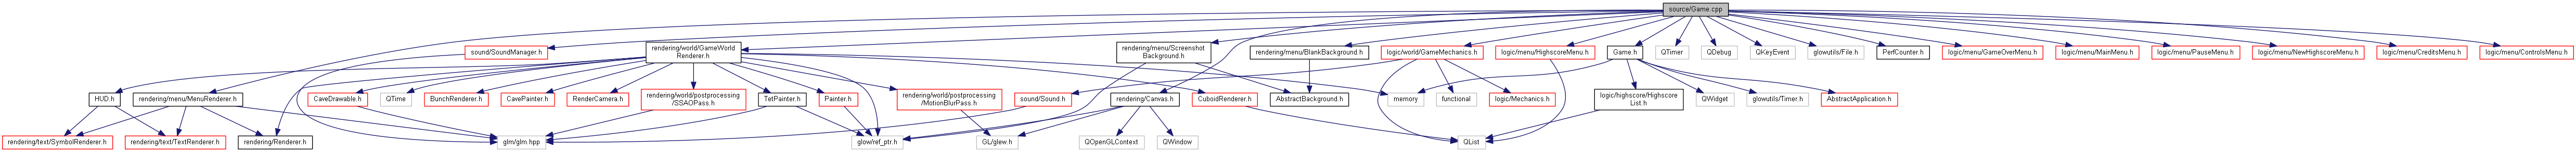 source/Game.cpp
sound/SoundManager.h
rendering/world/GameWorld
Renderer.h
rendering/menu/Screenshot
Background.h
rendering/menu/BlankBackground.h
logic/world/GameMechanics.h
logic/menu/HighscoreMenu.h
Game.h
QTimer
QDebug
QKeyEvent
glowutils/File.h
PerfCounter.h
logic/menu/GameOverMenu.h
logic/menu/MainMenu.h
logic/menu/PauseMenu.h
logic/menu/NewHighscoreMenu.h
logic/menu/CreditsMenu.h
logic/menu/ControlsMenu.h
HUD.h
rendering/menu/MenuRenderer.h
CaveDrawable.h
QTime
BunchRenderer.h
CavePainter.h
RenderCamera.h
rendering/world/postprocessing
/SSAOPass.h
TetPainter.h
Painter.h
rendering/world/postprocessing
/MotionBlurPass.h
sound/Sound.h
rendering/Canvas.h
CuboidRenderer.h
AbstractBackground.h
memory
functional
logic/Mechanics.h
logic/highscore/Highscore
List.h
QWidget
glowutils/Timer.h
AbstractApplication.h
rendering/text/SymbolRenderer.h
rendering/text/TextRenderer.h
rendering/Renderer.h
glm/glm.hpp
glow/ref_ptr.h
GL/glew.h
QOpenGLContext
QWindow
QList